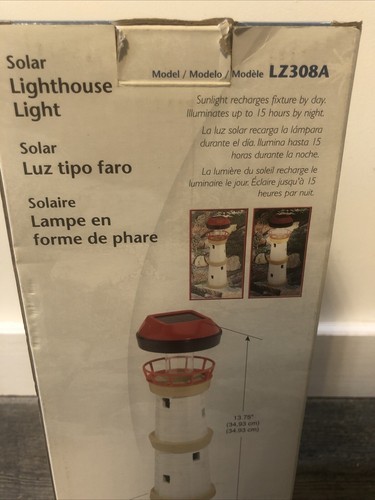 Solar
Lighthouse
Light
Model / Modelo / Modèle LZ308A
Sunlight recharges fixture by day.
Illuminates up to 15 hours by night.
La luz solar recarga la lámpara
durante el día. Ilumina hasta 15
horas durante la noche.
La lumière du soleil recharge le
luminaire le jour. Éclaire jusqu'à 15
heures par nuit.
Solar
Luz tipo faro
Solaire
Lampe en
forme de phare
13.78"
(34.93 cm)
(34.93 cm)